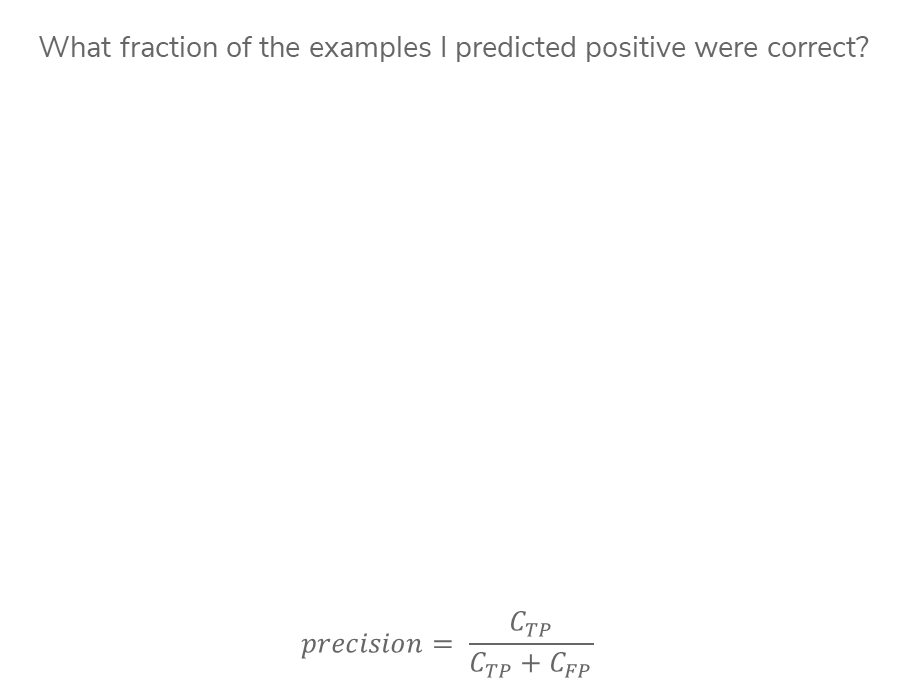 What fraction of the examples I predicted positive were correct?
precision = C_TP / (C_TP + C_FP)